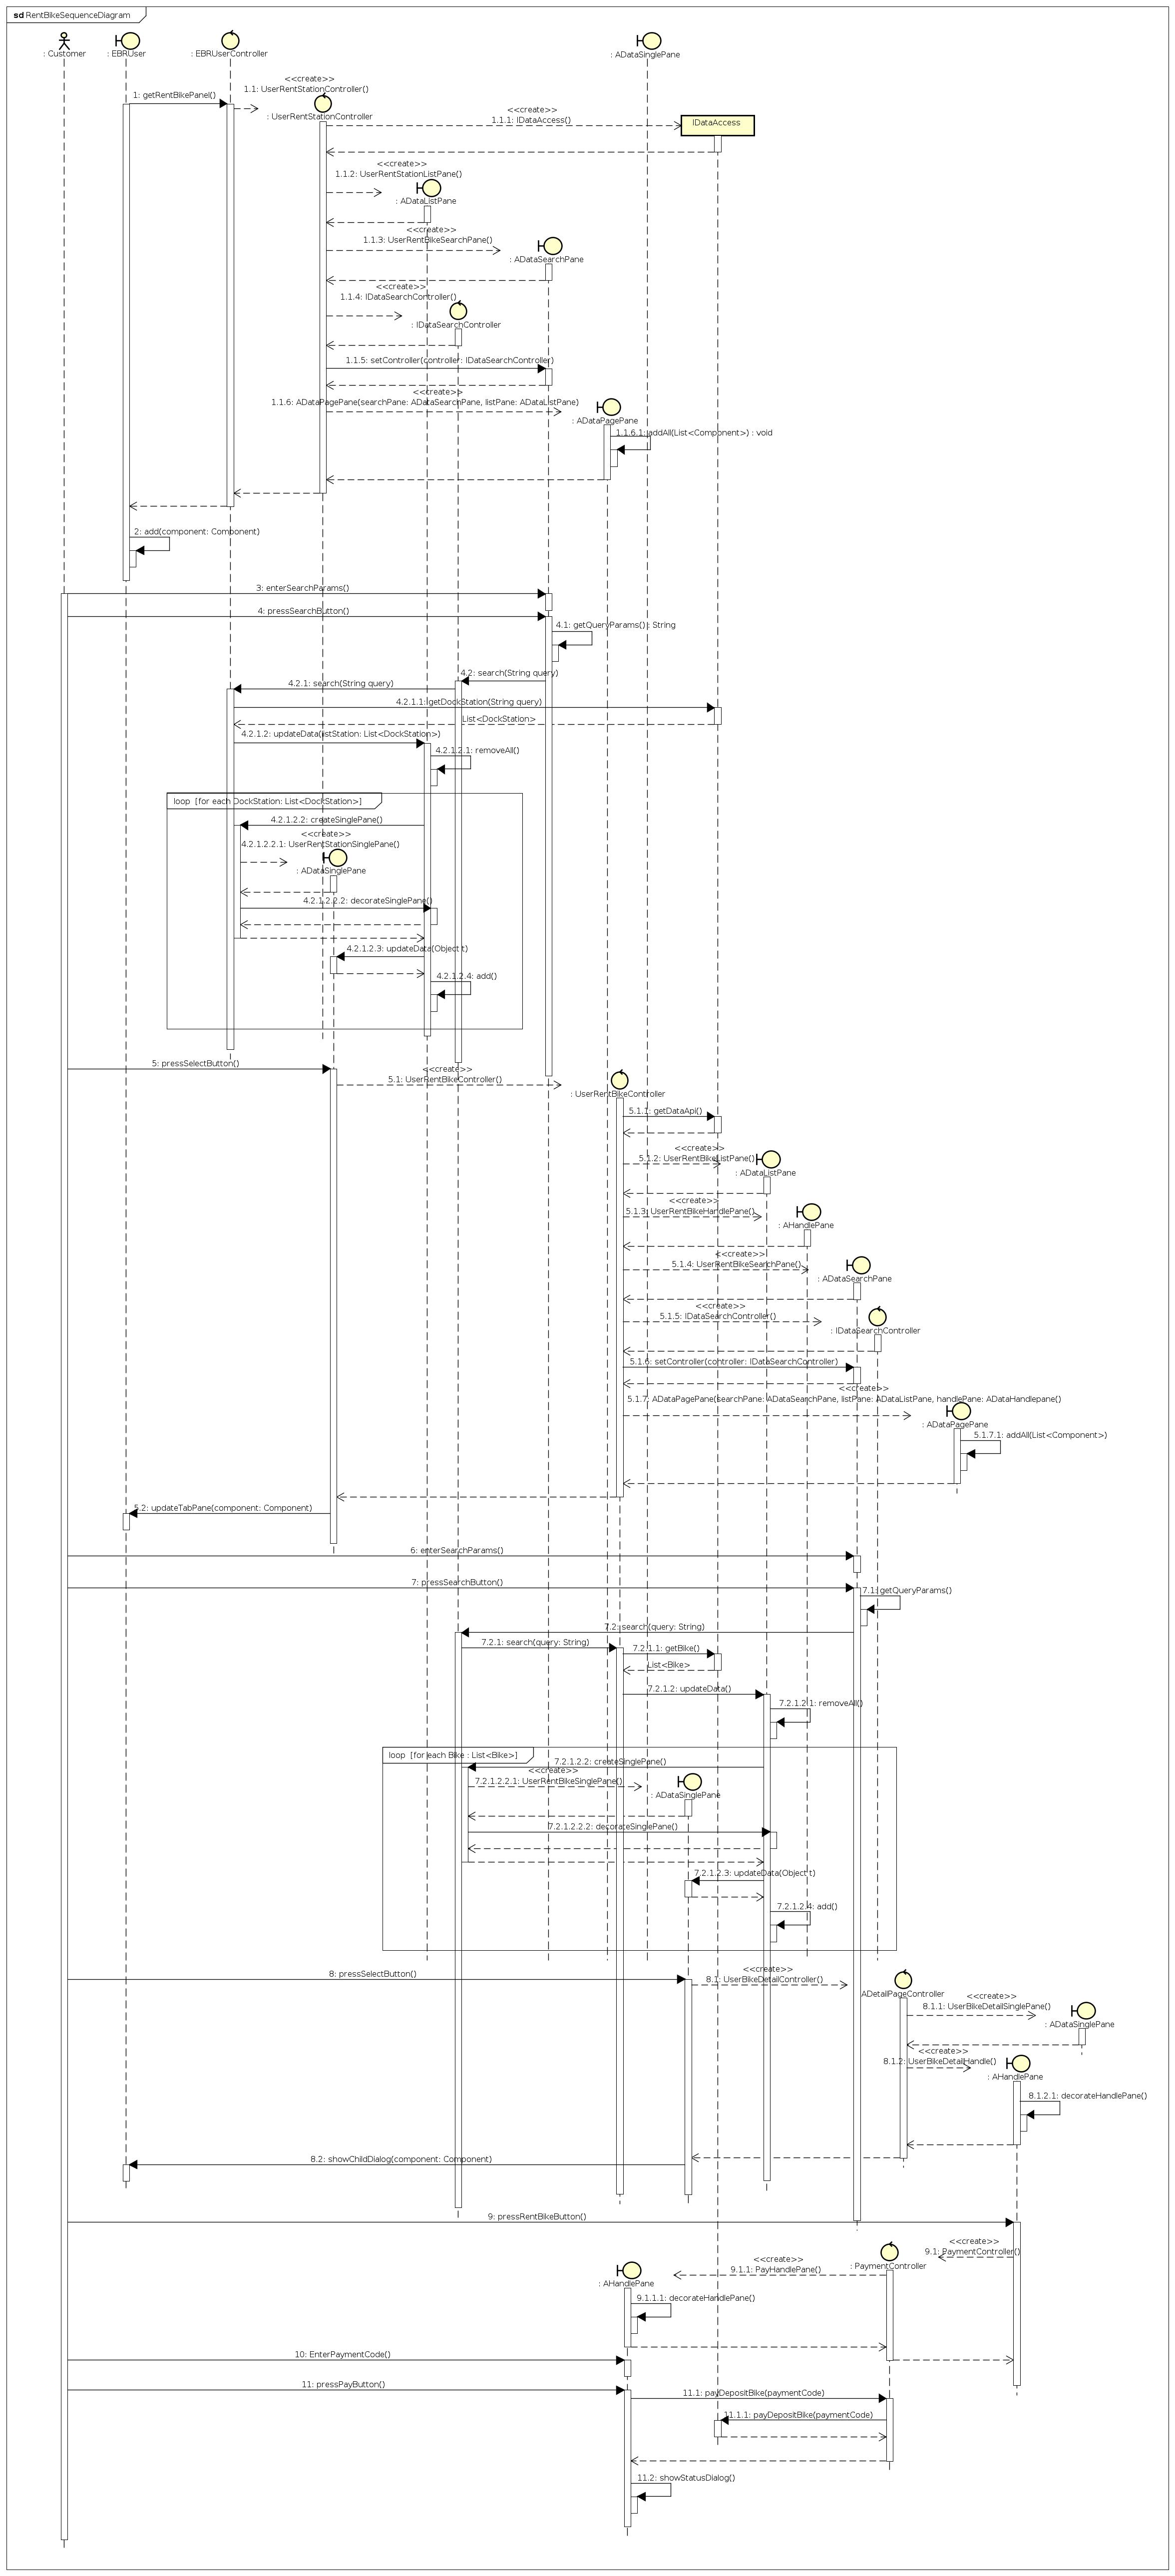 sd RentBikeSequenceDiagram
: Customer
: EBRUser
: EBRUserController
: ADataSinglePane
<<create>>
1.1: UserRentStationController()
1: getRentBikePanel()
: UserRentStationController
<<create>>
1.1.1: IDataAccess()
IDataAccess
<<create>>
1.1.2: UserRentStationListPane()
: ADataListPane
<<create>>
1.1.3: UserRentBikeSearchPane()
: ADataSearchPane
<<create>>
1.1.4: IDataSearchController()
: IDataSearchController
1.1.5: setController(controller: IDataSearchController)
<<create>>
1.1.6: ADataPagePane(searchPane: ADataSearchPane, listPane: ADataListPane)
: ADataPagePane
1.1.6.1: addAll(List<Component>) : void
2: add(component: Component)
3: enterSearchParams()
4: pressSearchButton()
4.1: getQueryParams() : String
4.2: search(String query)
4.2.1: search(String query)
4.2.1.1: getDockStation(String query)
List<DockStation>
4.2.1.2: updateData(listStation: List<DockStation>)
4.2.1.2.1: removeAll()
loop [for each DockStation: List<DockStation>]
4.2.1.2.2: createSinglePane()
<<create>>
4.2.1.2.2.1: UserRentStationSinglePane()
: ADataSinglePane
4.2.1.2.2.2: decorateSinglePane()
4.2.1.2.3: updateData(Object t)
4.2.1.2.4: add()
5: pressSelectButton()
<<create>>
5.1: UserRentBikeController()
: UserRentBikeController
5.1.1: getDataApi()
<<create>>
5.1.2: UserRentBikeListPane()
: ADataListPane
<<create>>
5.1.3: UserRentBikeHandlePane()
: AHandlePane
<<create>>
5.1.4: UserRentBikeSearchPane()
: ADataSearchPane
<<create>>
5.1.5: IDataSearchController()
: IDataSearchController
5.1.6: setController(controller: IDataSearchController)
<<create>>
5.1.7: ADataPagePane(searchPane: ADataSearchPane, listPane: ADataListPane, handlePane: ADataHandlepane()
: ADataPagePane
5.1.7.1: addAll(List<Component>)
5.2: updateTabPane(component: Component)
6: enterSearchParams()
7: pressSearchButton()
7.1: getQueryParams()
7.2: search(query: String)
7.2.1: search(query: String)
7.2.1.1: getBike()
List<Bike>
7.2.1.2: updateData()
7.2.1.2.1: removeAll()
loop [for each Bike : List<Bike>]
7.2.1.2.2: createSinglePane()
<<create>>
7.2.1.2.2.1: UserRentBikeSinglePane()
: ADataSinglePane
7.2.1.2.2.2: decorateSinglePane()
7.2.1.2.3: updateData(Object t)
7.2.1.2.4: add()
8: pressSelectButton()
<<create>>
8.1: UserBikeDetailController()
ADetailPageController
<<create>>
8.1.1: UserBikeDetailSinglePane()
: ADataSinglePane
<<create>>
8.1.2: UserBikeDetailHandle()
: AHandlePane
8.1.2.1: decorateHandlePane()
8.2: showChildDialog(component: Component)
9: pressRentBikeButton()
<<create>>
9.1: PaymentController()
: PaymentController
<<create>>
9.1.1: PayHandlePane()
: AHandlePane
9.1.1.1: decorateHandlePane()
10: EnterPaymentCode()
11: pressPayButton()
11.1: payDepositBike(paymentCode)
11.1.1: payDepositBike(paymentCode)
11.2: showStatusDialog()